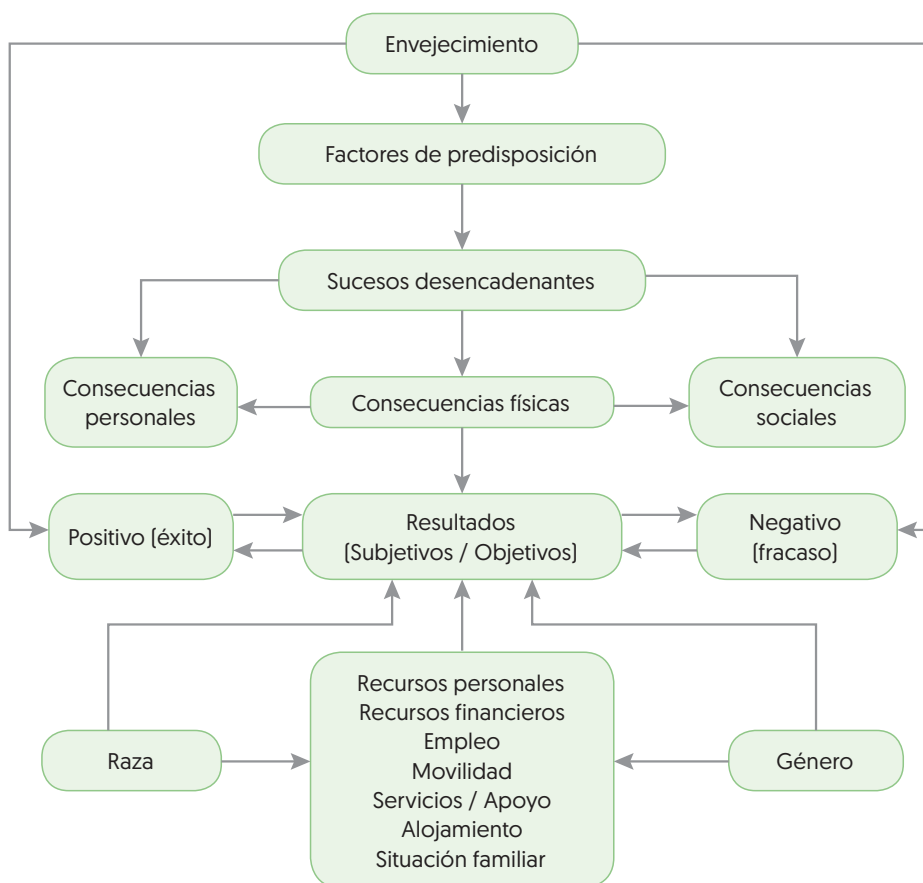 Envejecimiento
Factores de predisposición
Sucesos desencadenantes
Consecuencias
personales
Consecuencias físicas
Consecuencias
sociales
Positivo (éxito)
Resultados
(Subjetivos / Objetivos)
Negativo
(fracaso)
Raza
Recursos personales
Recursos financieros
Empleo
Movilidad
Servicios / Apoyo
Alojamiento
Situación familiar
Género